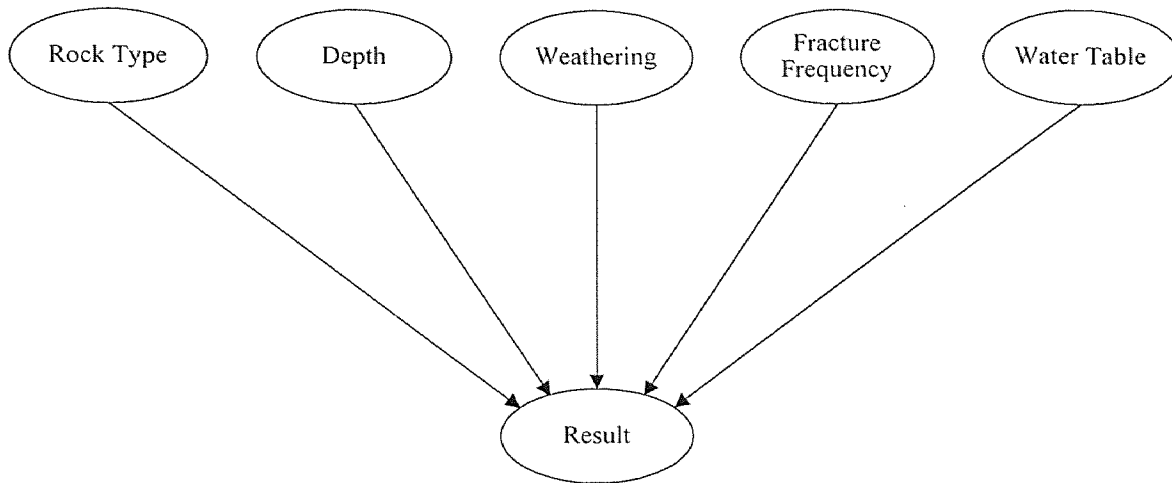 Rock Type
Depth
Weathering
Fracture
Frequency
Water Table
Result